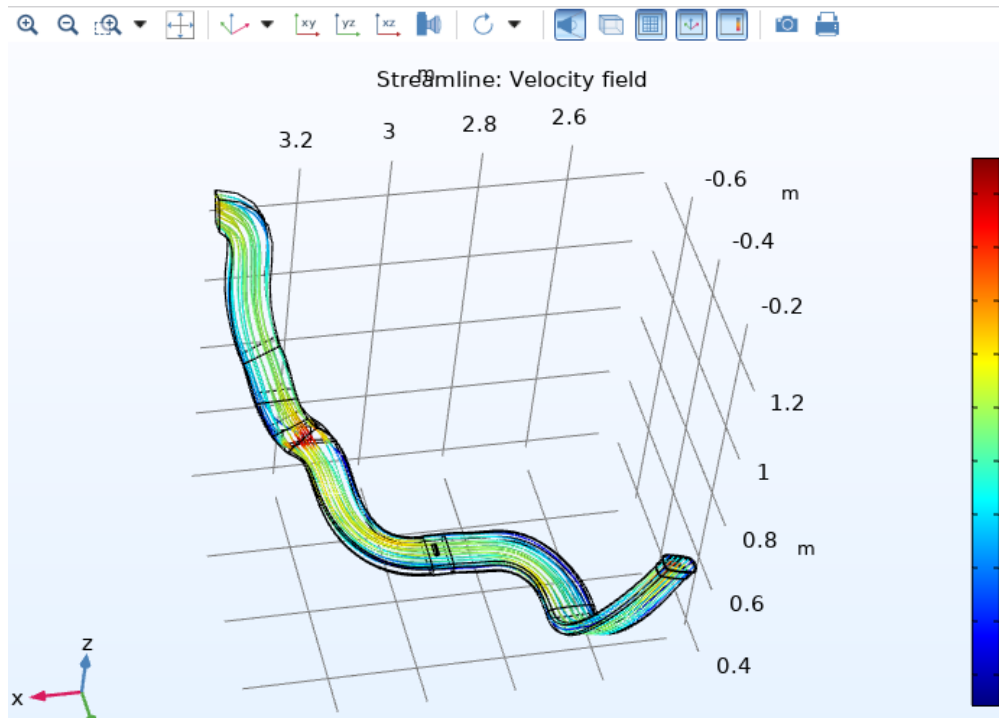 xy yz xz
m
Streamline: Velocity field
3.2 3 2.8 2.6
-0.6 m
-0.4
-0.2
1.2
1
0.8 m
0.6
0.4
z
x